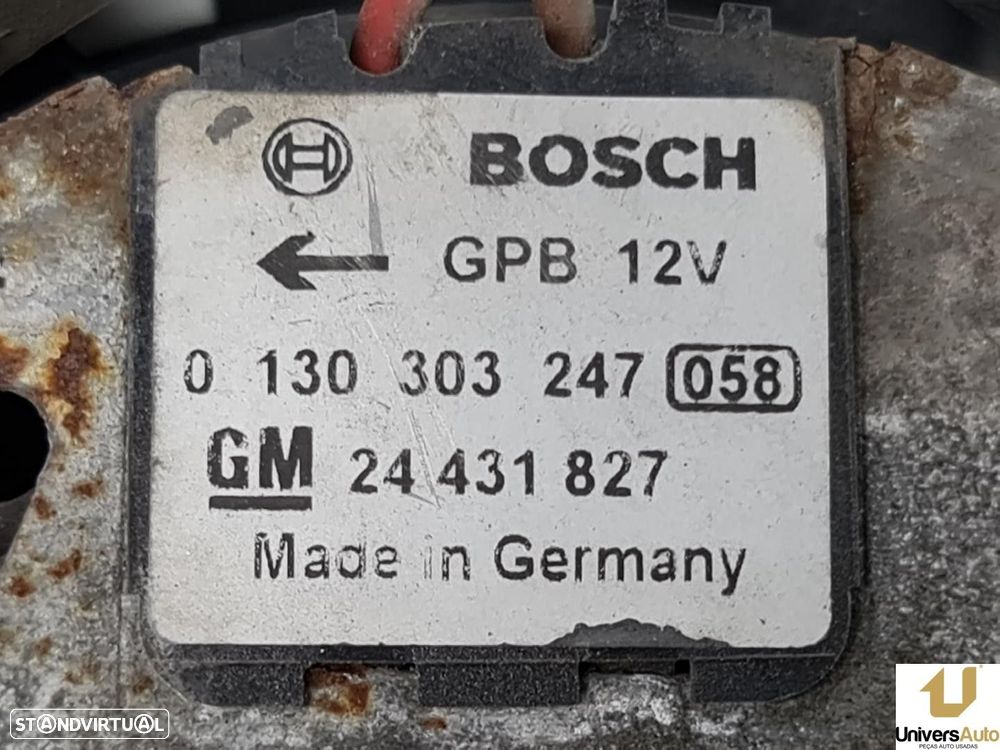 BOSCH
GPB 12V
0 130 303 247 058
GM 24 431 827
Made in Germany
STANDVIRTUAL
UniversAuto
PEÇAS AUTO USADAS